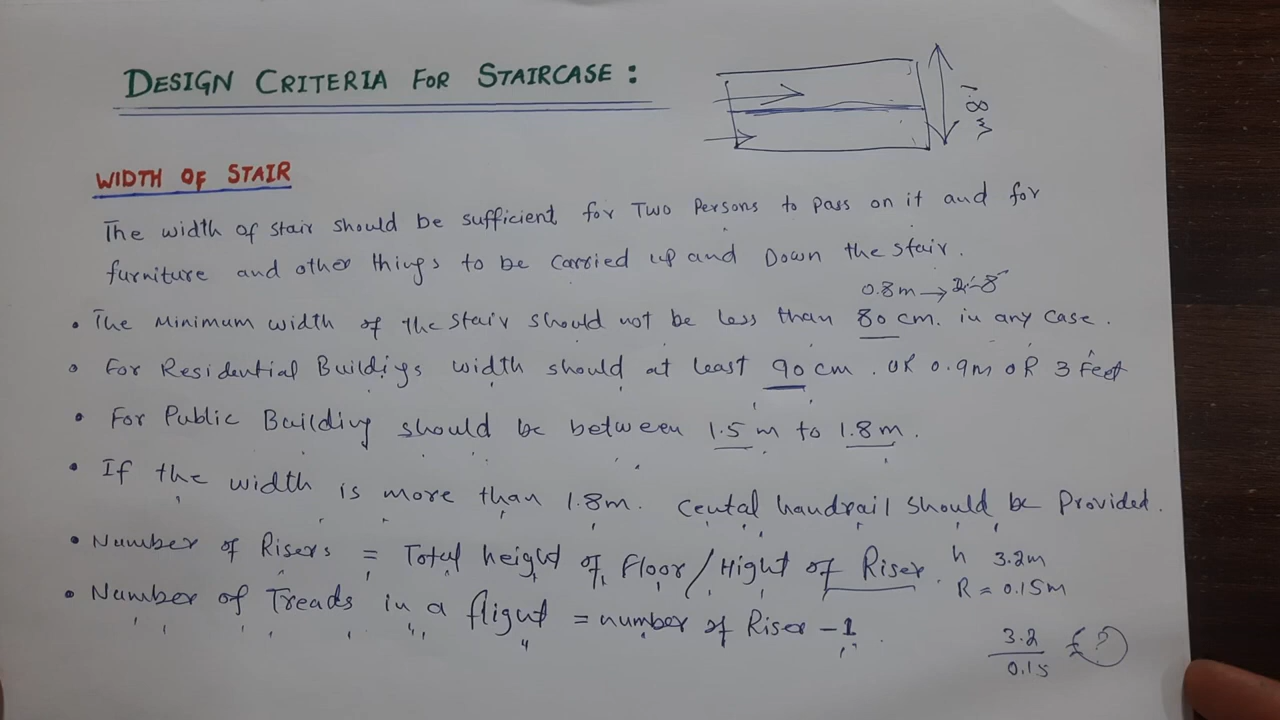 DESIGN CRITERIA FOR STAIRCASE :
1.8m
WIDTH OF STAIR
The width of stair should be sufficient for Two Persons to pass on it and for
furniture and other things to be carried up and Down the stair.
0.8m →
• The Minimum width of the stair should not be less than 80 cm. in any case.
• For Residential Buildings width should at least 90 cm. OR 0.9m OR 3 Feet
• For Public Building should be between 1.5 m to 1.8 m.
• If the width is more than 1.8m. Cental handrail should be Provided.
• Number of Risers = Total height of Floor / Hight of Riser. h 3.2m
R = 0.15m
• Number of Treads in a flight = number of Riser - 1.
3.2
0.15
?